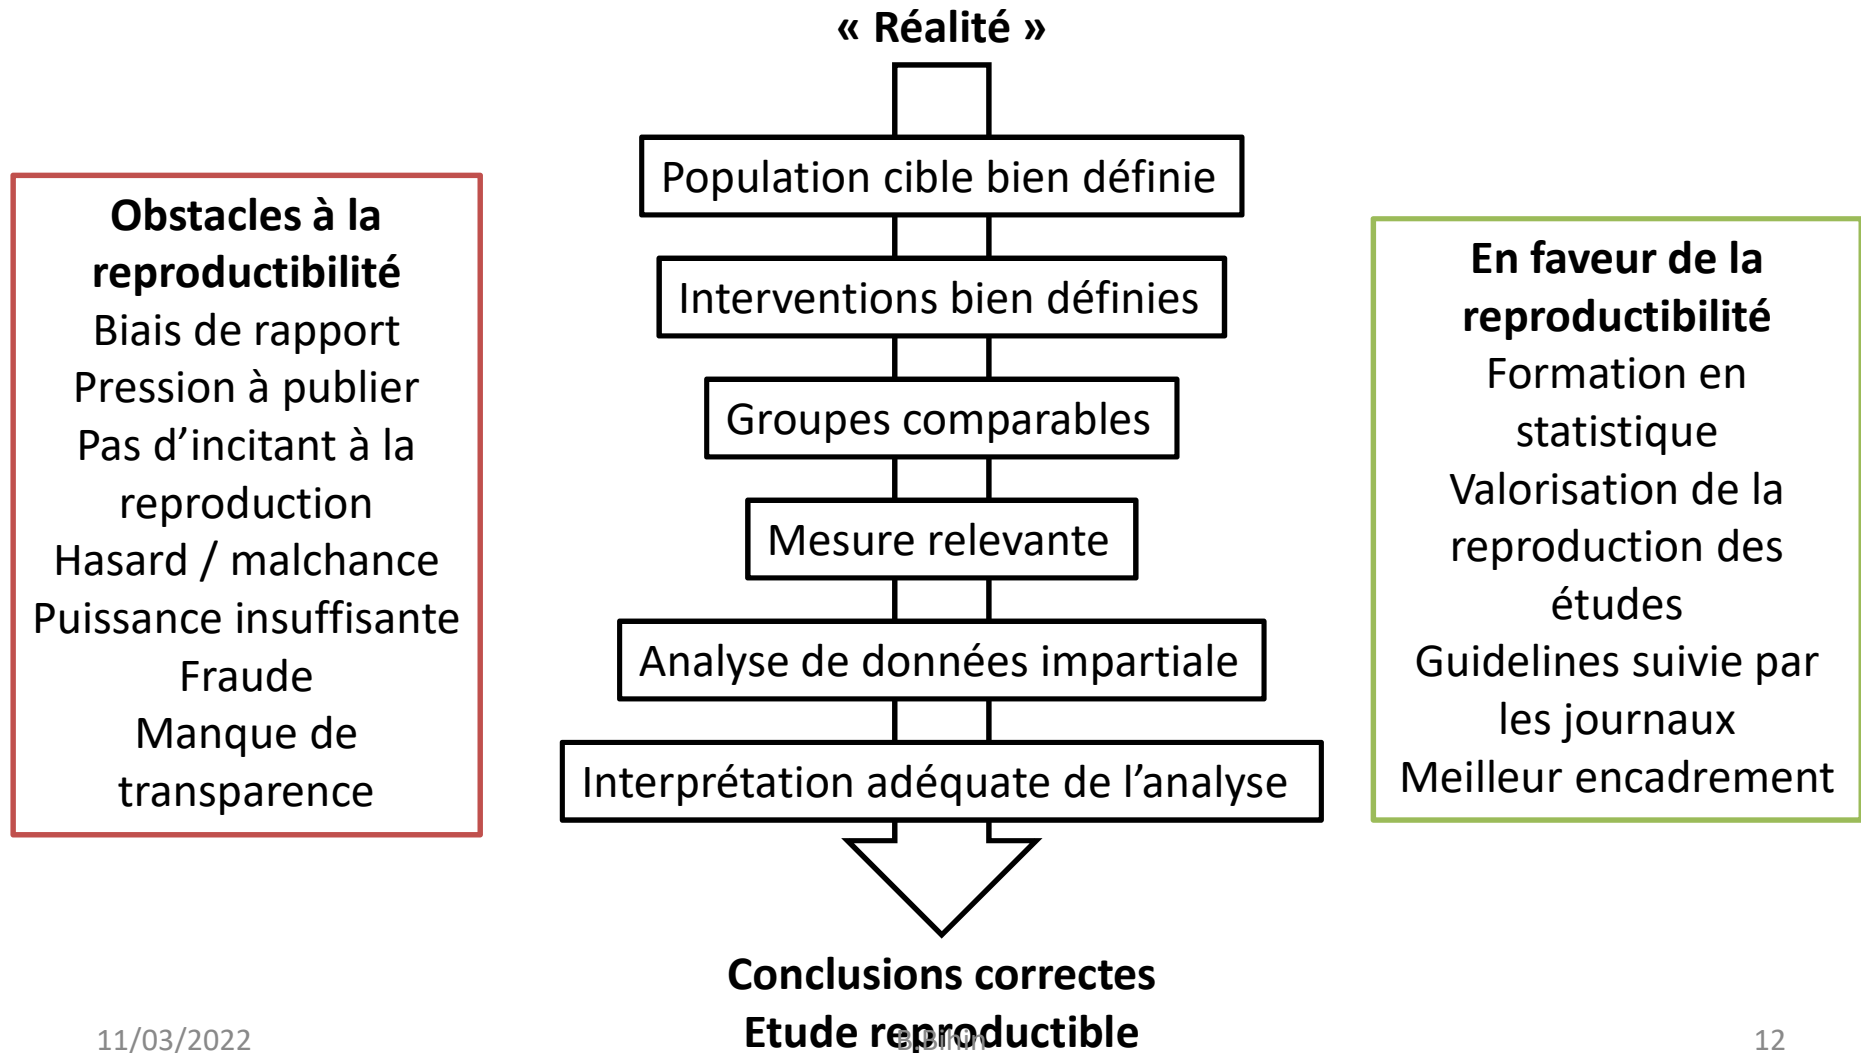 « Réalité »
Population cible bien définie
Interventions bien définies
Groupes comparables
Mesure relevante
Analyse de données impartiale
Interprétation adéquate de l’analyse
Conclusions correctes
Etude reproductible
Obstacles à la
reproductibilité
Biais de rapport
Pression à publier
Pas d’incitant à la
reproduction
Hasard / malchance
Puissance insuffisante
Fraude
Manque de
transparence
En faveur de la
reproductibilité
Formation en
statistique
Valorisation de la
reproduction des
études
Guidelines suivie par
les journaux
Meilleur encadrement
11/03/2022
B.Bihin
12